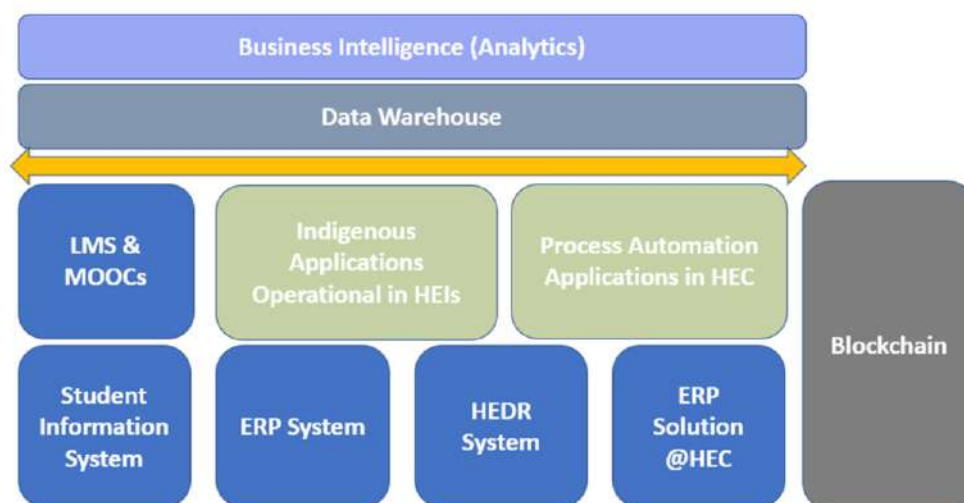 Business Intelligence (Analytics)
Data Warehouse
LMS &
MOOCs
Indigenous
Applications
Operational in HEIs
Process Automation
Applications in HEC
Blockchain
Student
Information
System
ERP System
HEDR
System
ERP
Solution
@HEC